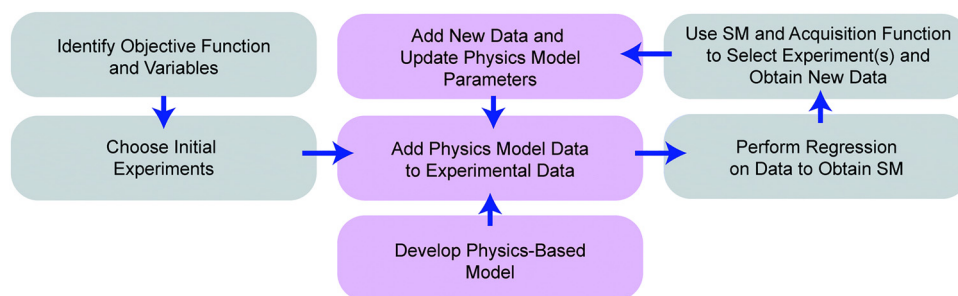 Identify Objective Function
and Variables
Choose Initial
Experiments
Add New Data and
Update Physics Model
Parameters
Add Physics Model Data
to Experimental Data
Develop Physics-Based
Model
Use SM and Acquisition Function
to Select Experiment(s) and
Obtain New Data
Perform Regression
on Data to Obtain SM